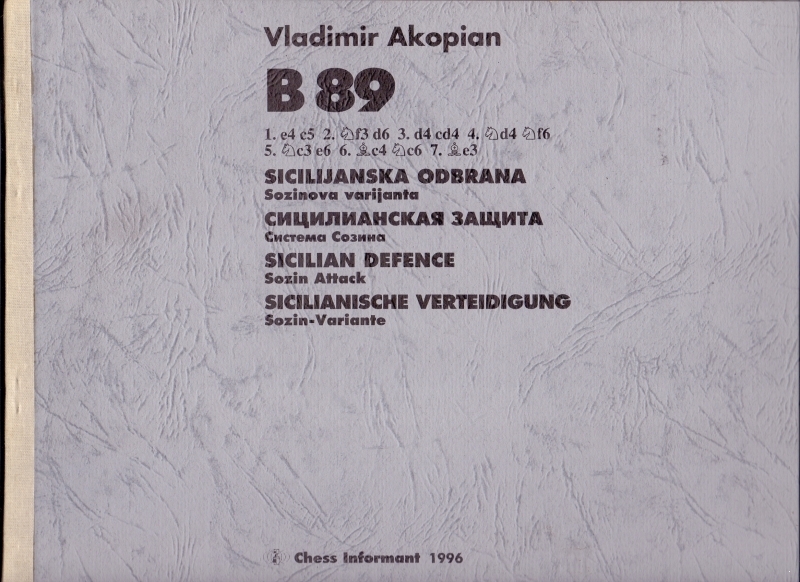 Vladimir Akopian
B 89
1. e4 c5 2. ♘f3 d6 3. d4 cd4 4. ♘d4 ♘f6
5. ♘c3 e6 6. ♗c4 ♘c6 7. ♗e3
SICILIJANSKA ODBRANA
Sozinova varijanta
СИЦИЛИАНСКАЯ ЗАЩИТА
Система Созина
SICILIAN DEFENCE
Sozin Attack
SICILIANISCHE VERTEIDIGUNG
Sozin-Variante
Chess Informant 1996